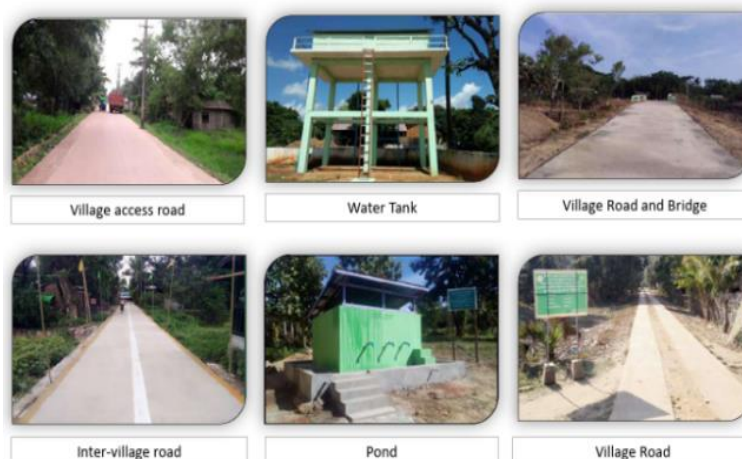 Village access road
Water Tank
Village Road and Bridge
Inter-village road
Pond
Village Road